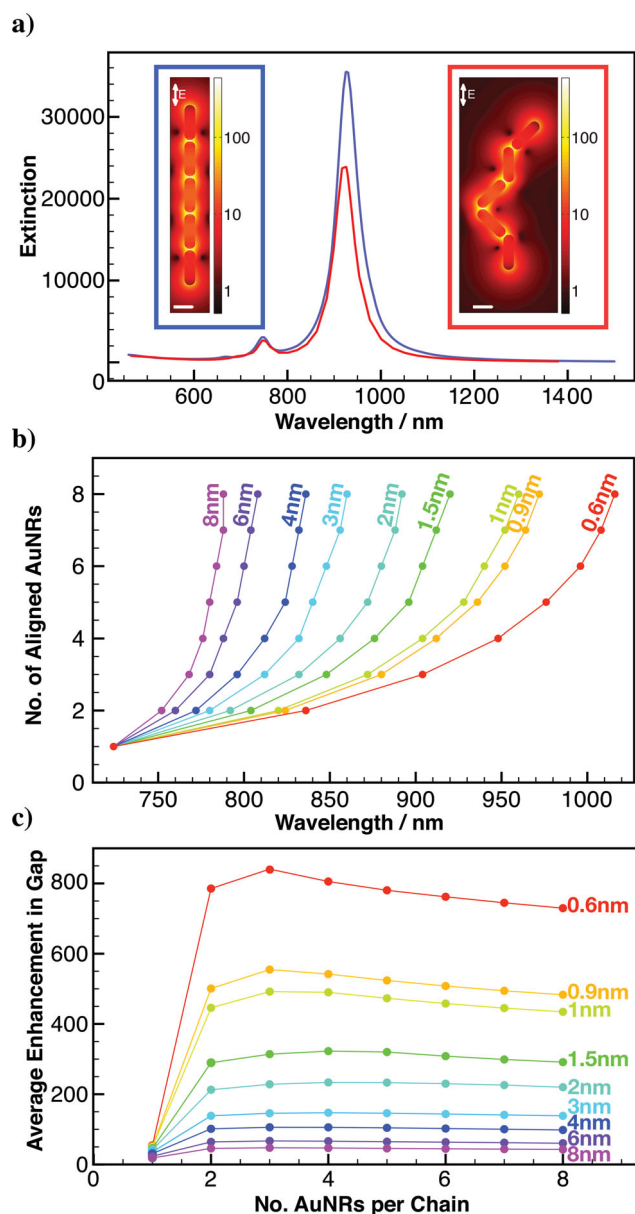 a)
Extinction
30000
20000
10000
0
E
100
10
1
E
100
10
1
600 800 1000 1200 1400
Wavelength / nm
b)
No. of Aligned AuNRs
8
6
4
2
0
8nm 6nm 4nm 3nm 2nm 1.5nm 1nm 0.9nm 0.6nm
750 800 850 900 950 1000
Wavelength / nm
c)
Average Enhancement in Gap
800
600
400
200
0
0.6nm
0.9nm
1nm
1.5nm
2nm
3nm
4nm
6nm
8nm
0 2 4 6 8
No. AuNRs per Chain